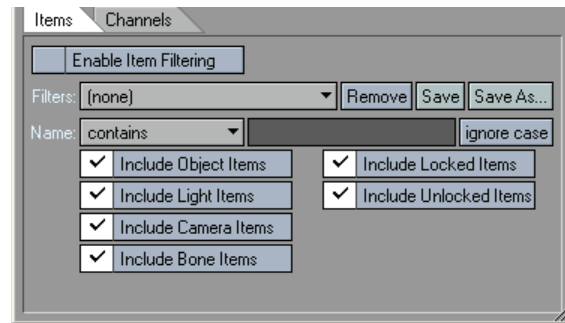 Items Channels
Enable Item Filtering
Filters: (none) Remove Save Save As...
Name: contains ignore case
Include Object Items Include Locked Items
Include Light Items Include Unlocked Items
Include Camera Items
Include Bone Items